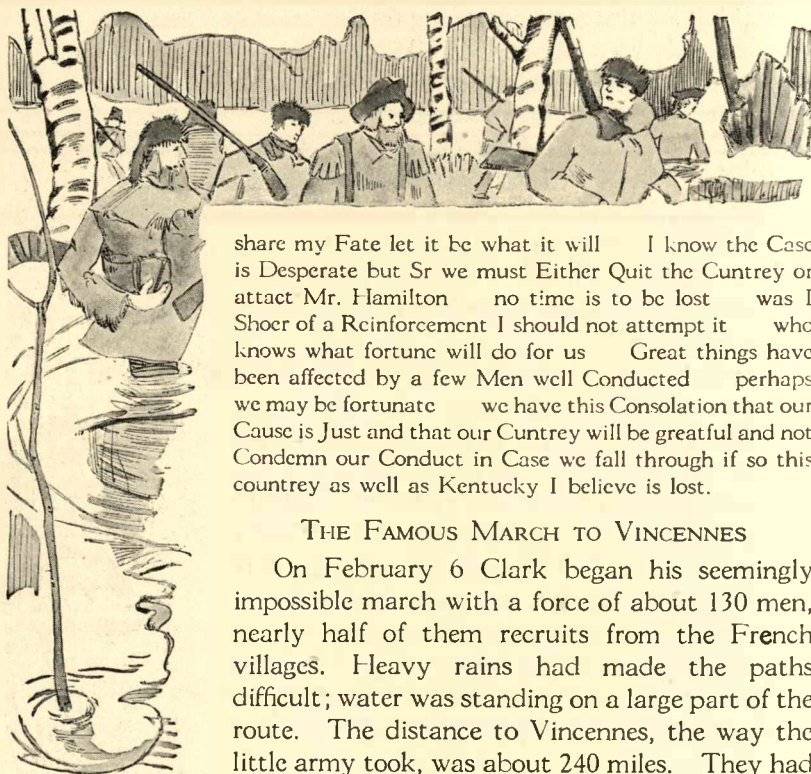 share my Fate let it be what it will I know the Case
is Desperate but Sr we must Either Quit the Cuntrey or
attact Mr. Hamilton no time is to be lost was I
Shoer of a Reinforcement I should not attempt it who
knows what fortune will do for us Great things have
been affected by a few Men well Conducted perhaps
we may be fortunate we have this Consolation that our
Cause is Just and that our Cuntrey will be greatful and not
Condemn our Conduct in Case we fall through if so this
countrey as well as Kentucky I believe is lost.
THE FAMOUS MARCH TO VINCENNES
On February 6 Clark began his seemingly
impossible march with a force of about 130 men,
nearly half of them recruits from the French
villages. Heavy rains had made the paths
difficult; water was standing on a large part of the
route. The distance to Vincennes, the way the
little army took, was about 240 miles. They had